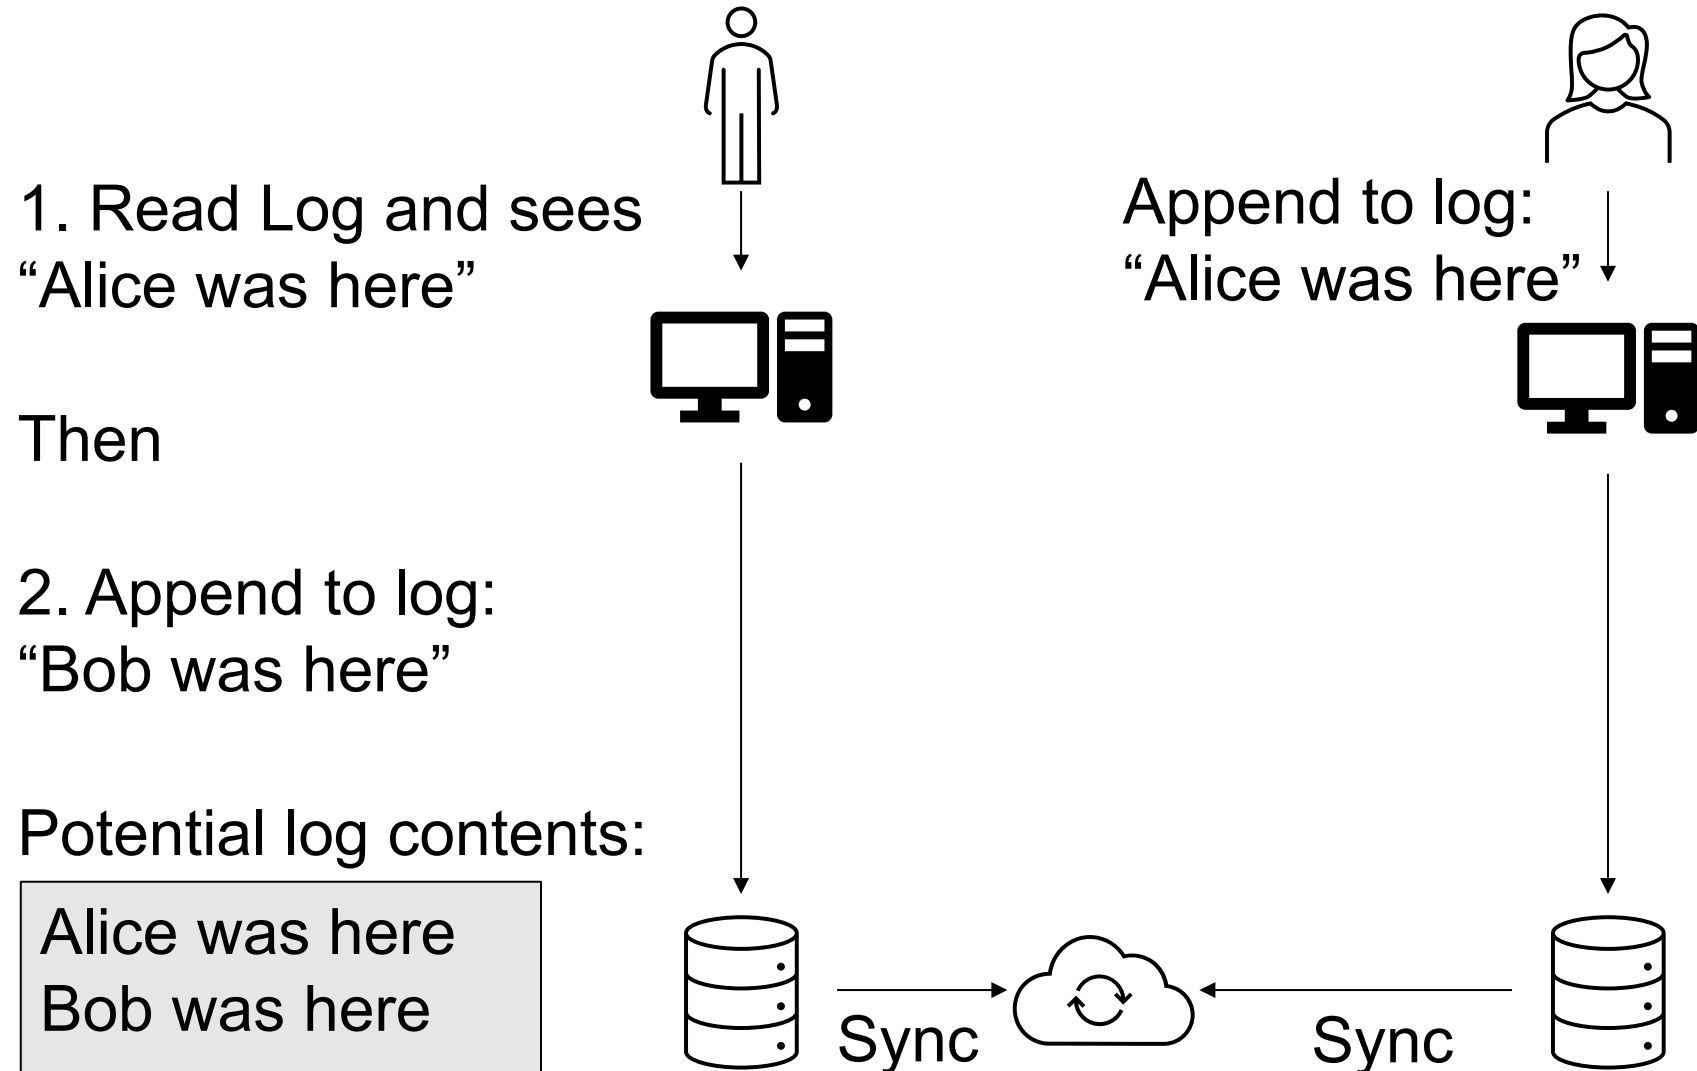 1. Read Log and sees
“Alice was here”
Then
2. Append to log:
“Bob was here”
Potential log contents:
Alice was here
Bob was here
Append to log:
“Alice was here”
Sync
Sync